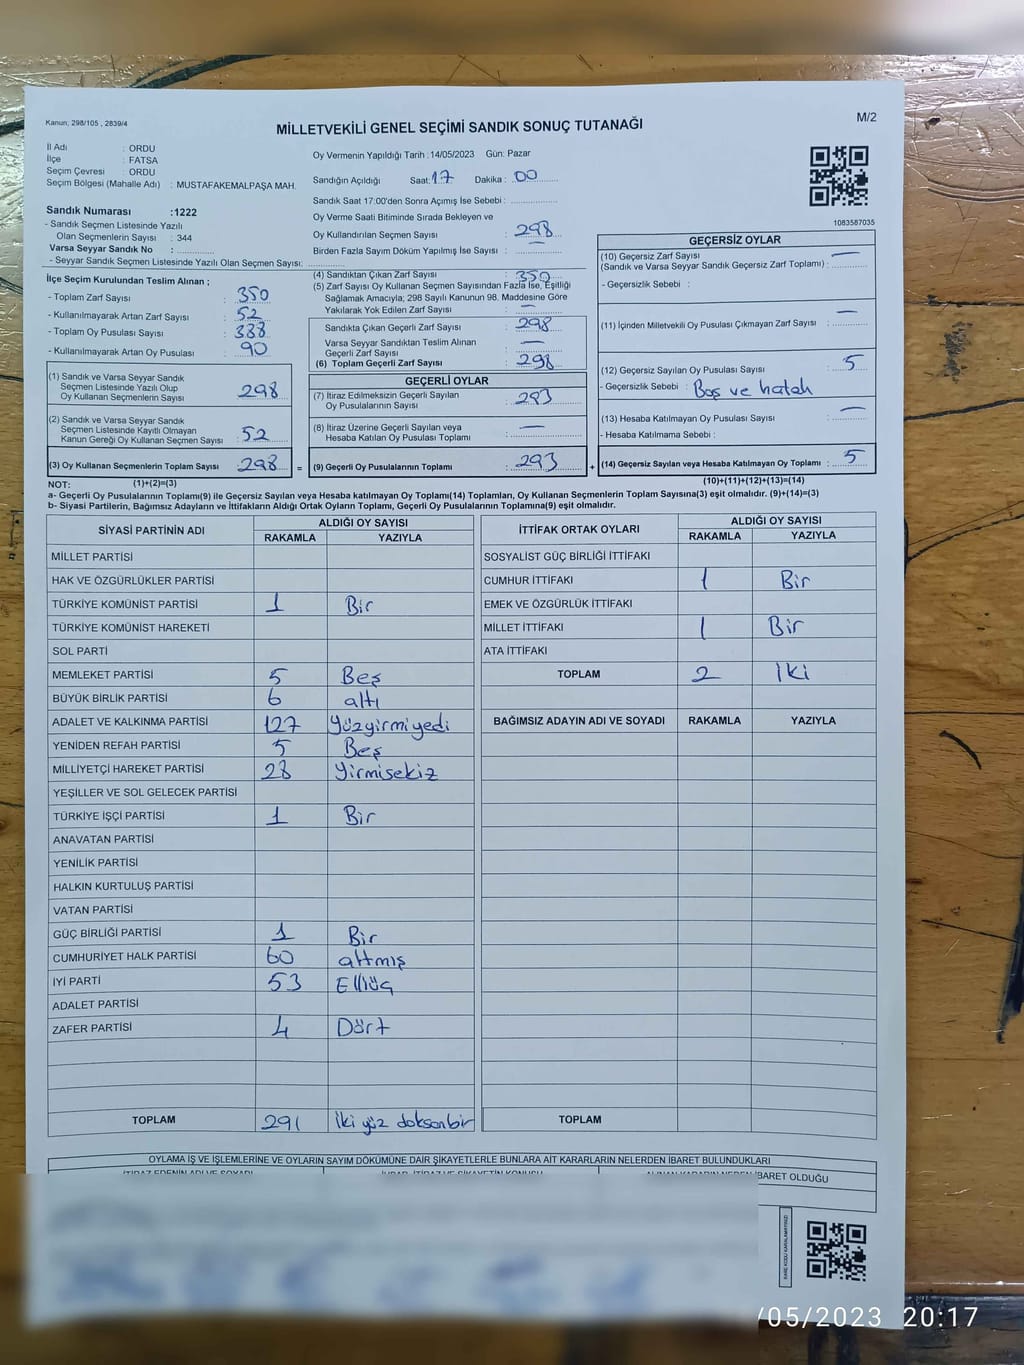 Kanun; 298/105 , 2839/4
M/2
MİLLETVEKİLİ GENEL SEÇİMİ SANDIK SONUÇ TUTANAĞI
İl Adı : ORDU
İlçe : FATSA
Seçim Çevresi : ORDU
Seçim Bölgesi (Mahalle Adı) : MUSTAFAKEMALPAŞA MAH.
Oy Vermenin Yapıldığı Tarih :14/05/2023 Gün: Pazar
Sandığın Açıldığı Saat: 17 Dakika : 00
Sandık Saat 17:00'den Sonra Açımış İse Sebebi :
Sandık Numarası :1222
- Sandık Seçmen Listesinde Yazılı
Olan Seçmenlerin Sayısı : 344
Varsa Seyyar Sandık No :
- Seyyar Sandık Seçmen Listesinde Yazılı Olan Seçmen Sayısı:
Oy Verme Saati Bitiminde Sırada Bekleyen ve
Oy Kullandırılan Seçmen Sayısı : 298
Birden Fazla Sayım Döküm Yapılmış İse Sayısı : —
1083587035
İlçe Seçim Kurulundan Teslim Alınan ;
- Toplam Zarf Sayısı : 350
- Kullanılmayarak Artan Zarf Sayısı : 52
- Toplam Oy Pusulası Sayısı : 388
- Kullanılmayarak Artan Oy Pusulası : 90
(1) Sandık ve Varsa Seyyar Sandık
Seçmen Listesinde Yazılı Olup
Oy Kullanan Seçmenlerin Sayısı : 298
(2) Sandık ve Varsa Seyyar Sandık
Seçmen Listesinde Kayıtlı Olmayan
Kanun Gereği Oy Kullanan Seçmen Sayısı : 52
(3) Oy Kullanan Seçmenlerin Toplam Sayısı : 298
(4) Sandıktan Çıkan Zarf Sayısı : 350
(5) Zarf Sayısı Oy Kullanan Seçmen Sayısından Fazla İse, Eşitliği
Sağlamak Amacıyla; 298 Sayılı Kanunun 98. Maddesine Göre
Yakılarak Yok Edilen Zarf Sayısı : —
Sandıkta Çıkan Geçerli Zarf Sayısı : 298
Varsa Seyyar Sandıktan Teslim Alınan
Geçerli Zarf Sayısı : —
(6) Toplam Geçerli Zarf Sayısı : 298
GEÇERLİ OYLAR
(7) İtiraz Edilmeksizin Geçerli Sayılan
Oy Pusulalarının Sayısı : 293
(8) İtiraz Üzerine Geçerli Sayılan veya
Hesaba Katılan Oy Pusulası Toplamı : —
= (9) Geçerli Oy Pusulalarının Toplamı : 293
GEÇERSİZ OYLAR
(10) Geçersiz Zarf Sayısı
(Sandık ve Varsa Seyyar Sandık Geçersiz Zarf Toplamı) : —
- Geçersizlik Sebebi :
(11) İçinden Milletvekili Oy Pusulası Çıkmayan Zarf Sayısı : —
(12) Geçersiz Sayılan Oy Pusulası Sayısı : 5
- Geçersizlik Sebebi : Boş ve hatalı
(13) Hesaba Katılmayan Oy Pusulası Sayısı : —
- Hesaba Katılmama Sebebi :
+ (14) Geçersiz Sayılan veya Hesaba Katılmayan Oy Toplamı : 5
NOT: (1)+(2)=(3) (10)+(11)+(12)+(13)=(14)
a- Geçerli Oy Pusulalarının Toplamı(9) ile Geçersiz Sayılan veya Hesaba katılmayan Oy Toplamı(14) Toplamları, Oy Kullanan Seçmenlerin Toplam Sayısına(3) eşit olmalıdır. (9)+(14)=(3)
b- Siyasi Partilerin, Bağımsız Adayların ve İttifakların Aldığı Ortak Oyların Toplamı, Geçerli Oy Pusulalarının Toplamına(9) eşit olmalıdır.
SİYASİ PARTİNİN ADI ALDIĞI OY SAYISI
RAKAMLA YAZIYLA
MİLLET PARTİSİ
HAK VE ÖZGÜRLÜKLER PARTİSİ
TÜRKİYE KOMÜNİST PARTİSİ 1 Bir
TÜRKİYE KOMÜNİST HAREKETİ
SOL PARTİ
MEMLEKET PARTİSİ 5 Beş
BÜYÜK BİRLİK PARTİSİ 6 altı
ADALET VE KALKINMA PARTİSİ 127 Yüzyirmiyedi
YENİDEN REFAH PARTİSİ 5 Beş
MİLLİYETÇİ HAREKET PARTİSİ 28 Yirmisekiz
YEŞİLLER VE SOL GELECEK PARTİSİ
TÜRKİYE İŞÇİ PARTİSİ 1 Bir
ANAVATAN PARTİSİ
YENİLİK PARTİSİ
HALKIN KURTULUŞ PARTİSİ
VATAN PARTİSİ
GÜÇ BİRLİĞİ PARTİSİ 1 Bir
CUMHURİYET HALK PARTİSİ 60 altmış
İYİ PARTİ 53 Elliüç
ADALET PARTİSİ
ZAFER PARTİSİ 4 Dört
TOPLAM 291 İki yüz doksanbir
İTTİFAK ORTAK OYLARI ALDIĞI OY SAYISI
RAKAMLA YAZIYLA
SOSYALİST GÜÇ BİRLİĞİ İTTİFAKI
CUMHUR İTTİFAKI 1 Bir
EMEK VE ÖZGÜRLÜK İTTİFAKI
MİLLET İTTİFAKI 1 Bir
ATA İTTİFAKI
TOPLAM 2 İki
BAĞIMSIZ ADAYIN ADI VE SOYADI RAKAMLA YAZIYLA
TOPLAM
OYLAMA İŞ VE İŞLEMLERİNE VE OYLARIN SAYIM DÖKÜMÜNE DAİR ŞİKAYETLERLE BUNLARA AİT KARARLARIN NELERDEN İBARET BULUNDUKLARI
İBARET OLDUĞU
/05/2023 20:17